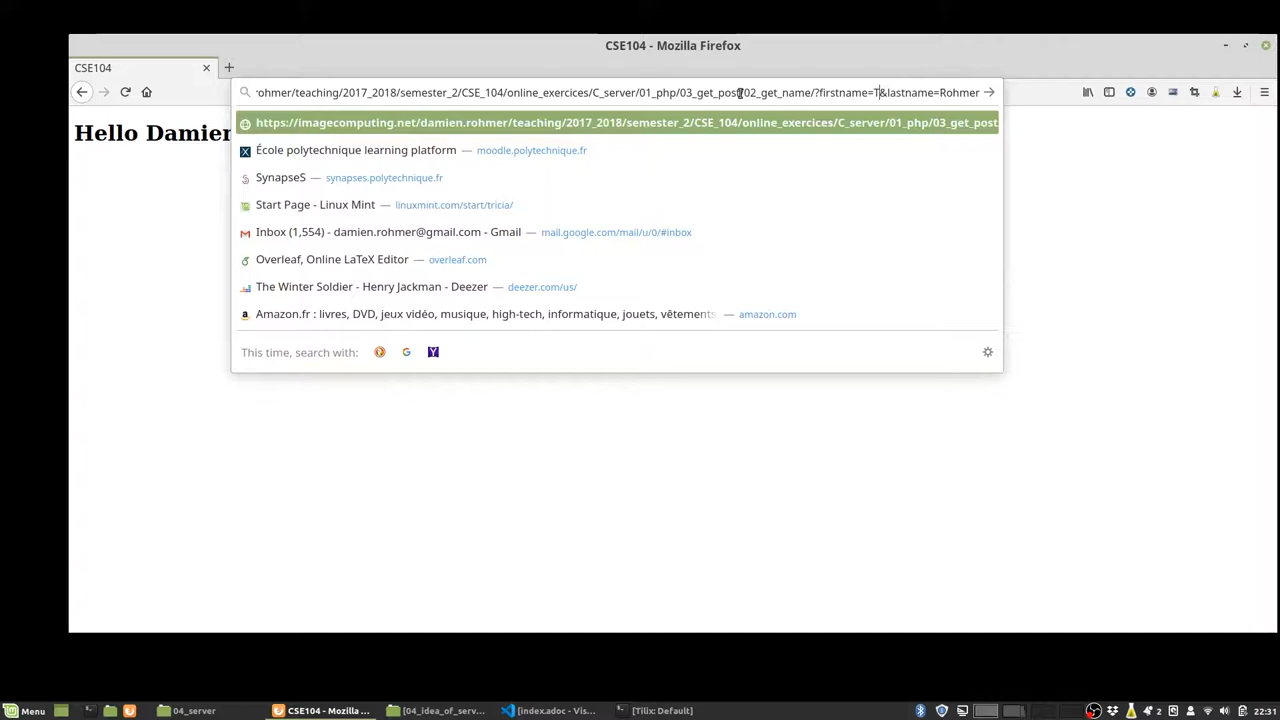 CSE104 - Mozilla Firefox
CSE104
:rohmer/teaching/2017_2018/semester_2/CSE_104/online_exercices/C_server/01_php/03_get_post/02_get_name/?firstname=T&lastname=Rohmer
Hello Damien
https://imagecomputing.net/damien.rohmer/teaching/2017_2018/semester_2/CSE_104/online_exercices/C_server/01_php/03_get_post
École polytechnique learning platform — moodle.polytechnique.fr
SynapseS — synapses.polytechnique.fr
Start Page - Linux Mint — linuxmint.com/start/tricia/
Inbox (1,554) - damien.rohmer@gmail.com - Gmail — mail.google.com/mail/u/0/#inbox
Overleaf, Online LaTeX Editor — overleaf.com
The Winter Soldier - Henry Jackman - Deezer — deezer.com/us/
Amazon.fr : livres, DVD, jeux vidéo, musique, high-tech, informatique, jouets, vêtements — amazon.com
This time, search with:
Menu 04_server CSE104 - Mozilla ... [04_idea_of_serv... [index.adoc - Vis... [Tilix: Default] 2 22:31